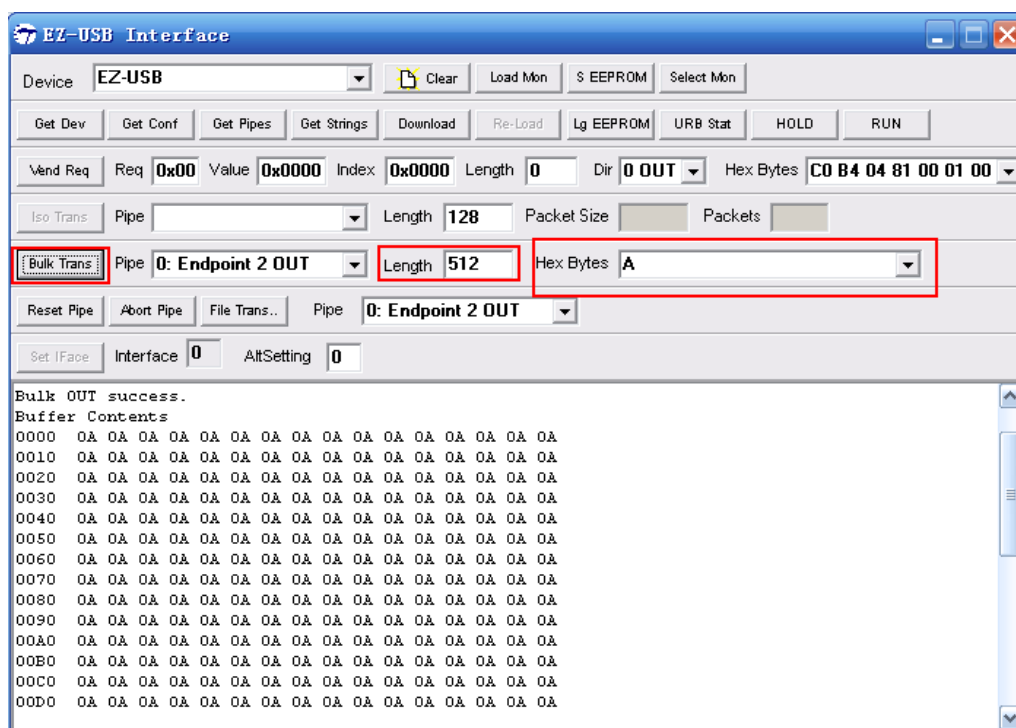 EZ-USB Interface
Device EZ-USB Clear Load Mon S EEPROM Select Mon
Get Dev Get Conf Get Pipes Get Strings Download Re-Load Lg EEPROM URB Stat HOLD RUN
Vend Req Req 0x00 Value 0x0000 Index 0x0000 Length 0 Dir 0 OUT Hex Bytes C0 B4 04 81 00 01 00
Iso Trans Pipe Length 128 Packet Size Packets
Bulk Trans Pipe 0: Endpoint 2 OUT Length 512 Hex Bytes A
Reset Pipe Abort Pipe File Trans.. Pipe 0: Endpoint 2 OUT
Set IFace Interface 0 AltSetting 0
Bulk OUT success.
Buffer Contents
0000 0A 0A 0A 0A 0A 0A 0A 0A 0A 0A 0A 0A 0A 0A 0A 0A
0010 0A 0A 0A 0A 0A 0A 0A 0A 0A 0A 0A 0A 0A 0A 0A 0A
0020 0A 0A 0A 0A 0A 0A 0A 0A 0A 0A 0A 0A 0A 0A 0A 0A
0030 0A 0A 0A 0A 0A 0A 0A 0A 0A 0A 0A 0A 0A 0A 0A 0A
0040 0A 0A 0A 0A 0A 0A 0A 0A 0A 0A 0A 0A 0A 0A 0A 0A
0050 0A 0A 0A 0A 0A 0A 0A 0A 0A 0A 0A 0A 0A 0A 0A 0A
0060 0A 0A 0A 0A 0A 0A 0A 0A 0A 0A 0A 0A 0A 0A 0A 0A
0070 0A 0A 0A 0A 0A 0A 0A 0A 0A 0A 0A 0A 0A 0A 0A 0A
0080 0A 0A 0A 0A 0A 0A 0A 0A 0A 0A 0A 0A 0A 0A 0A 0A
0090 0A 0A 0A 0A 0A 0A 0A 0A 0A 0A 0A 0A 0A 0A 0A 0A
00A0 0A 0A 0A 0A 0A 0A 0A 0A 0A 0A 0A 0A 0A 0A 0A 0A
00B0 0A 0A 0A 0A 0A 0A 0A 0A 0A 0A 0A 0A 0A 0A 0A 0A
00C0 0A 0A 0A 0A 0A 0A 0A 0A 0A 0A 0A 0A 0A 0A 0A 0A
00D0 0A 0A 0A 0A 0A 0A 0A 0A 0A 0A 0A 0A 0A 0A 0A 0A